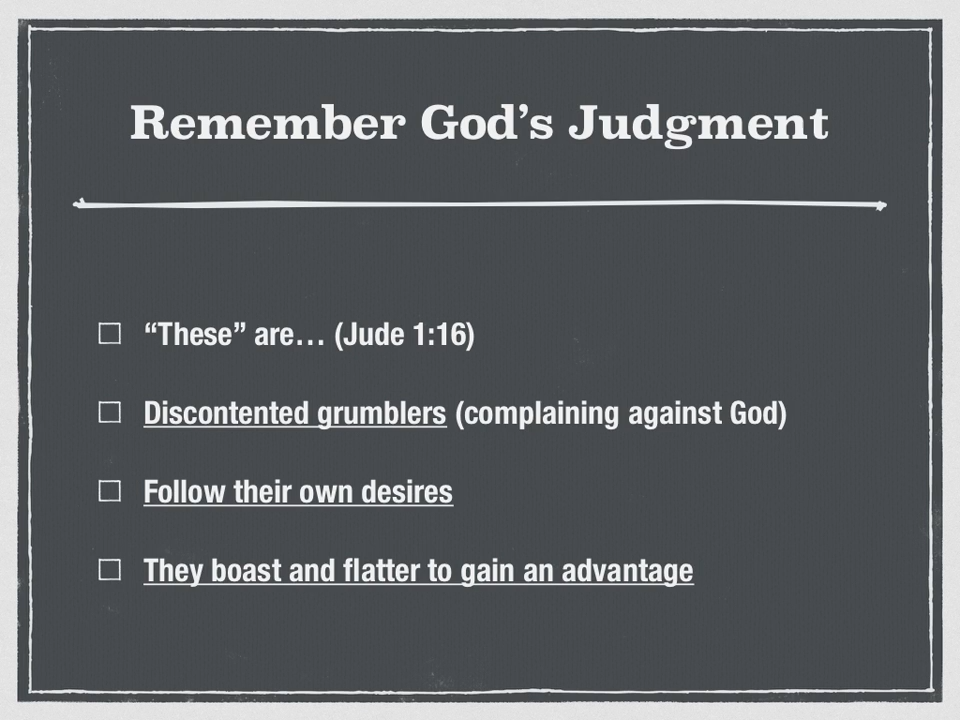 Remember God’s Judgment
“These” are… (Jude 1:16)
Discontented grumblers (complaining against God)
Follow their own desires
They boast and flatter to gain an advantage